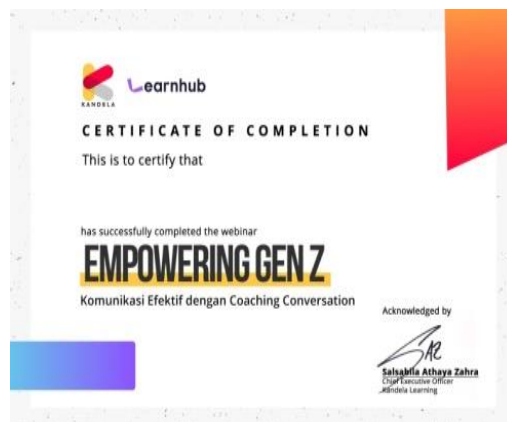 KANDELA
Learnhub
CERTIFICATE OF COMPLETION
This is to certify that
has successfully completed the webinar
EMPOWERING GEN Z
Komunikasi Efektif dengan Coaching Conversation
Acknowledged by
Salsabila Athaya Zahra
Chief Executive Officer
Kandela Learning